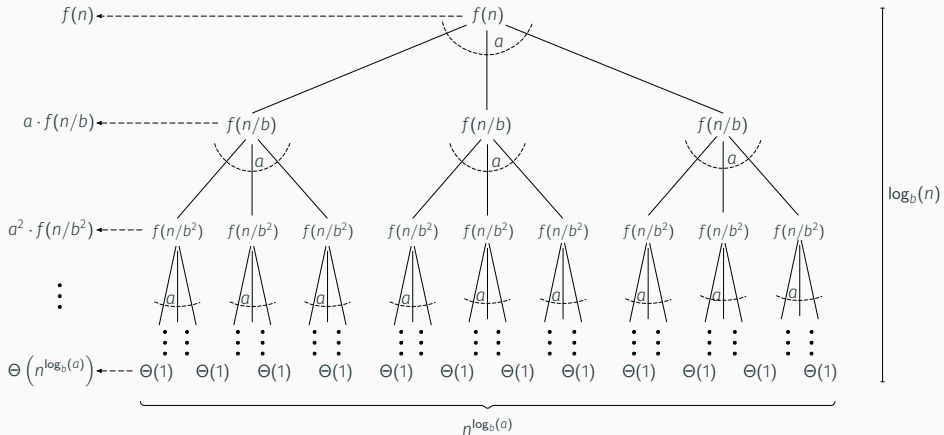 f(n) f(n)
a
a · f(n/b) f(n/b) f(n/b) f(n/b)
a a a
log_b(n)
a² · f(n/b²) f(n/b²) f(n/b²) f(n/b²) f(n/b²) f(n/b²) f(n/b²) f(n/b²) f(n/b²) f(n/b²)
a a a a a a a a a
Θ(n^{log_b(a)}) Θ(1) Θ(1) Θ(1) Θ(1) Θ(1) Θ(1) Θ(1) Θ(1) Θ(1) Θ(1) Θ(1) Θ(1)
n^{log_b(a)}